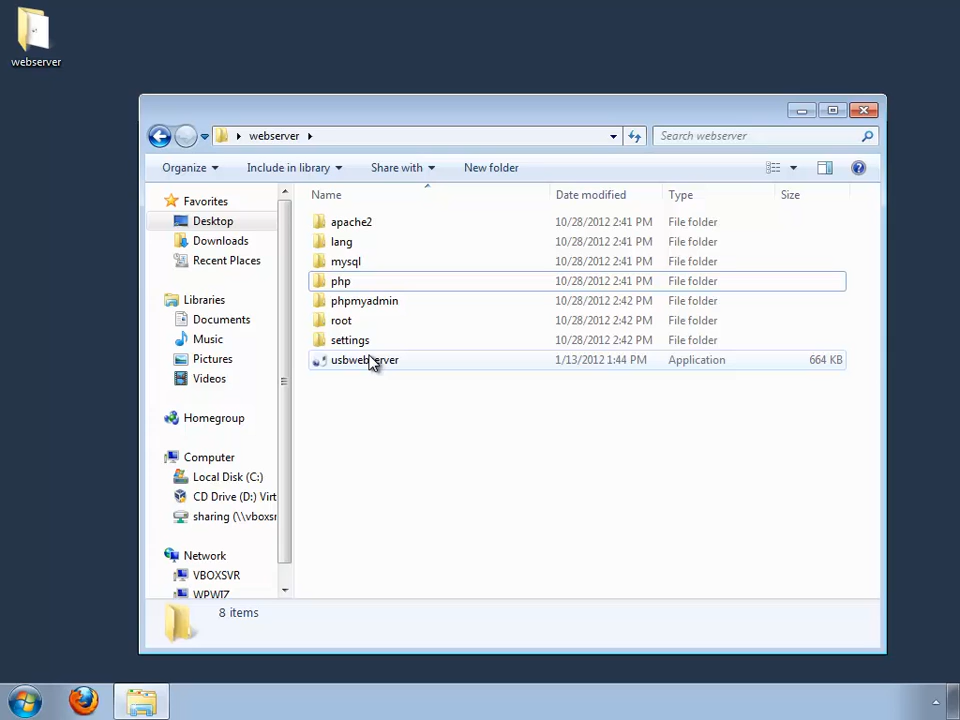 webserver
webserver
Search webserver
Organize
Include in library
Share with
New folder
Name
Date modified
Type
Size
Favorites
Desktop
Downloads
Recent Places
Libraries
Documents
Music
Pictures
Videos
Homegroup
Computer
Local Disk (C:)
CD Drive (D:) Virt
sharing (\\vboxsr
Network
VBOXSVR
WPWIZ
apache2 10/28/2012 2:41 PM File folder
lang 10/28/2012 2:41 PM File folder
mysql 10/28/2012 2:41 PM File folder
php 10/28/2012 2:41 PM File folder
phpmyadmin 10/28/2012 2:42 PM File folder
root 10/28/2012 2:42 PM File folder
settings 10/28/2012 2:42 PM File folder
usbwebserver 1/13/2012 1:44 PM Application 664 KB
8 items